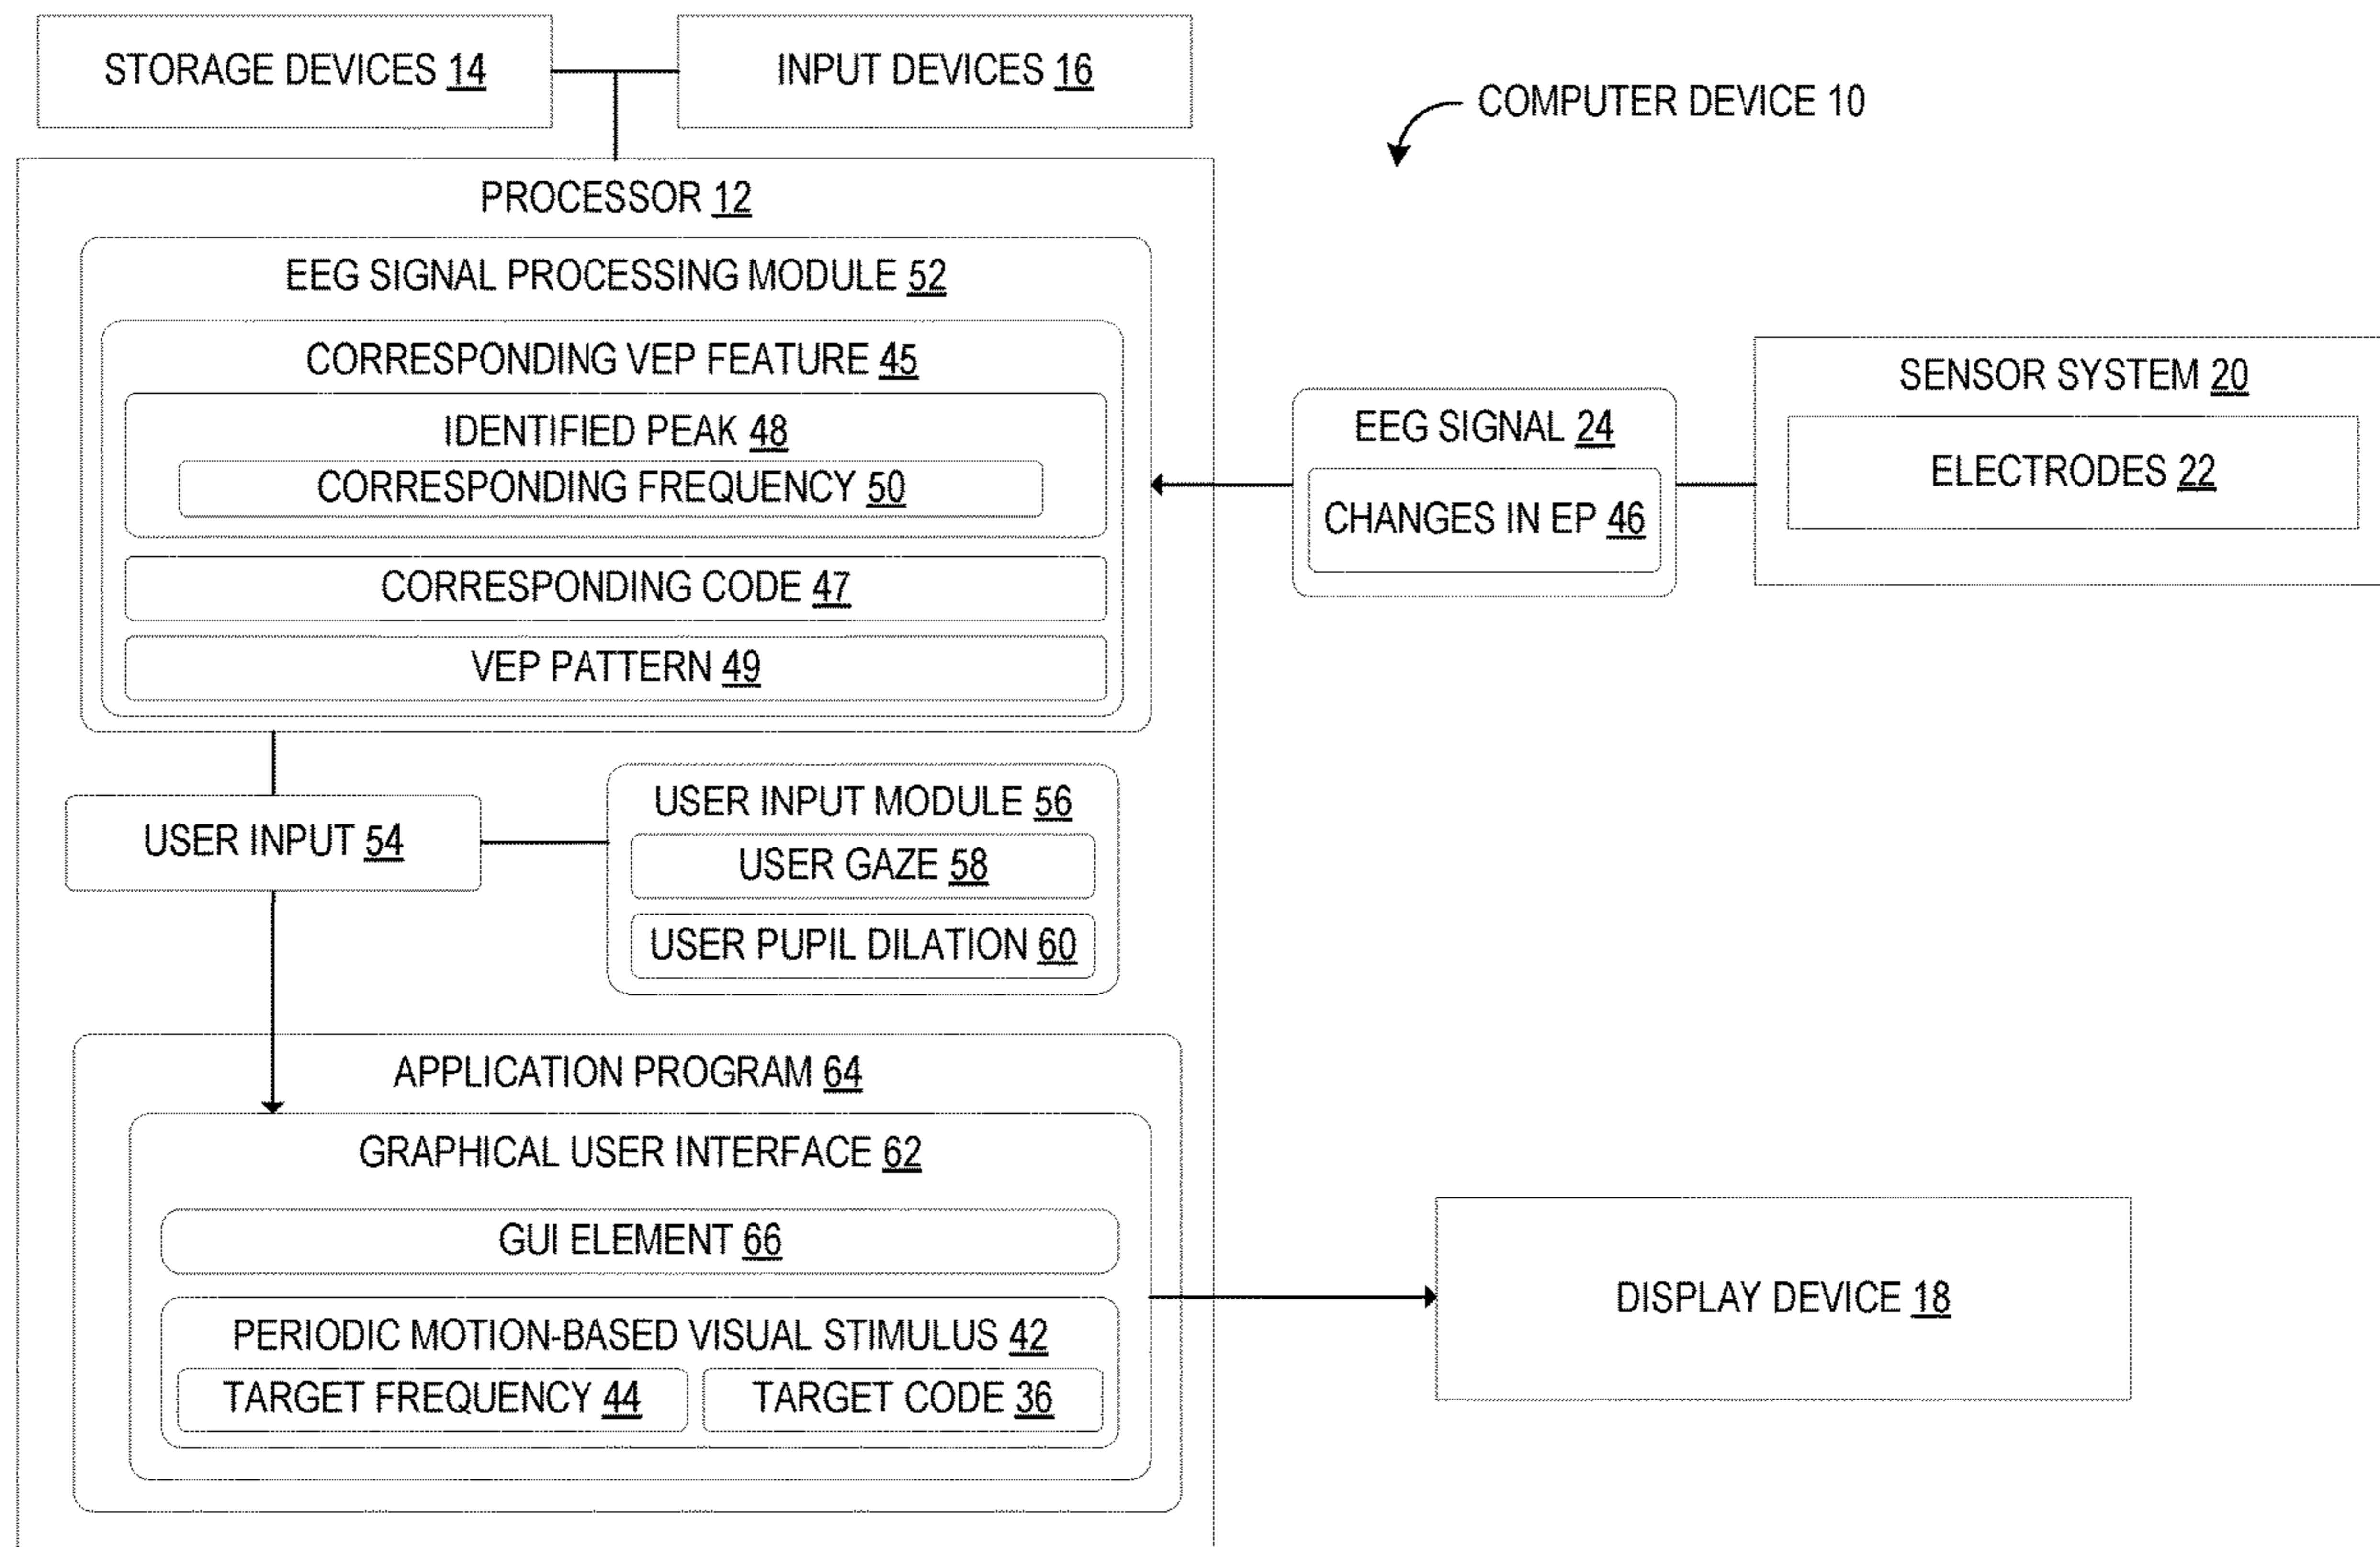 STORAGE DEVICES 14
INPUT DEVICES 16
COMPUTER DEVICE 10
PROCESSOR 12
EEG SIGNAL PROCESSING MODULE 52
CORRESPONDING VEP FEATURE 45
IDENTIFIED PEAK 48
CORRESPONDING FREQUENCY 50
CORRESPONDING CODE 47
VEP PATTERN 49
EEG SIGNAL 24
CHANGES IN EP 46
SENSOR SYSTEM 20
ELECTRODES 22
USER INPUT 54
USER INPUT MODULE 56
USER GAZE 58
USER PUPIL DILATION 60
APPLICATION PROGRAM 64
GRAPHICAL USER INTERFACE 62
GUI ELEMENT 66
PERIODIC MOTION-BASED VISUAL STIMULUS 42
TARGET FREQUENCY 44
TARGET CODE 36
DISPLAY DEVICE 18